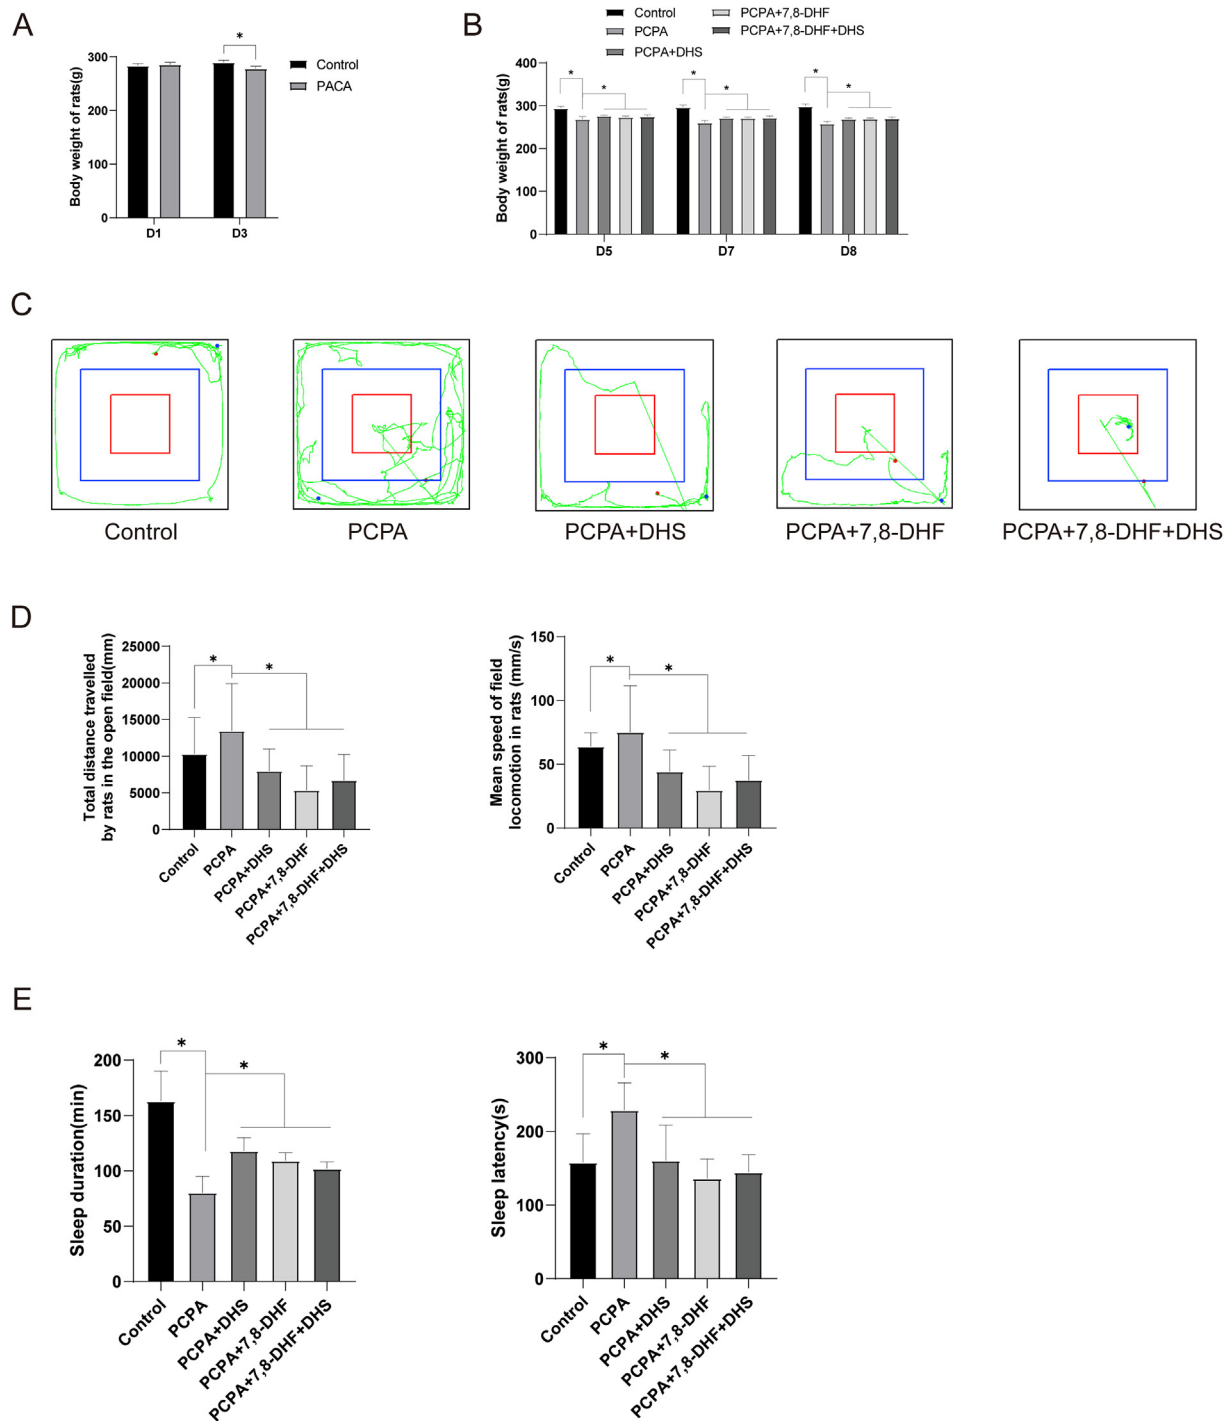 A
Body weight of rats(g)
300
200
100
0
*
D1
D3
Control
PACA
B
Control
PCPA
PCPA+DHS
PCPA+7,8-DHF
PCPA+7,8-DHF+DHS
Body weight of rats(g)
400
300
200
100
0
* *
* *
* *
D5
D7
D8
C
Control
PCPA
PCPA+DHS
PCPA+7,8-DHF
PCPA+7,8-DHF+DHS
D
Total distance travelled
by rats in the open field(mm)
25000
20000
15000
10000
5000
0
* *
Control
PCPA
PCPA+DHS
PCPA+7,8-DHF
PCPA+7,8-DHF+DHS
Mean speed of field
locomotion in rats (mm/s)
150
100
50
0
* *
Control
PCPA
PCPA+DHS
PCPA+7,8-DHF
PCPA+7,8-DHF+DHS
E
Sleep duration(min)
200
150
100
50
0
* *
Control
PCPA
PCPA+DHS
PCPA+7,8-DHF
PCPA+7,8-DHF+DHS
Sleep latency(s)
300
200
100
0
* *
Control
PCPA
PCPA+DHS
PCPA+7,8-DHF
PCPA+7,8-DHF+DHS